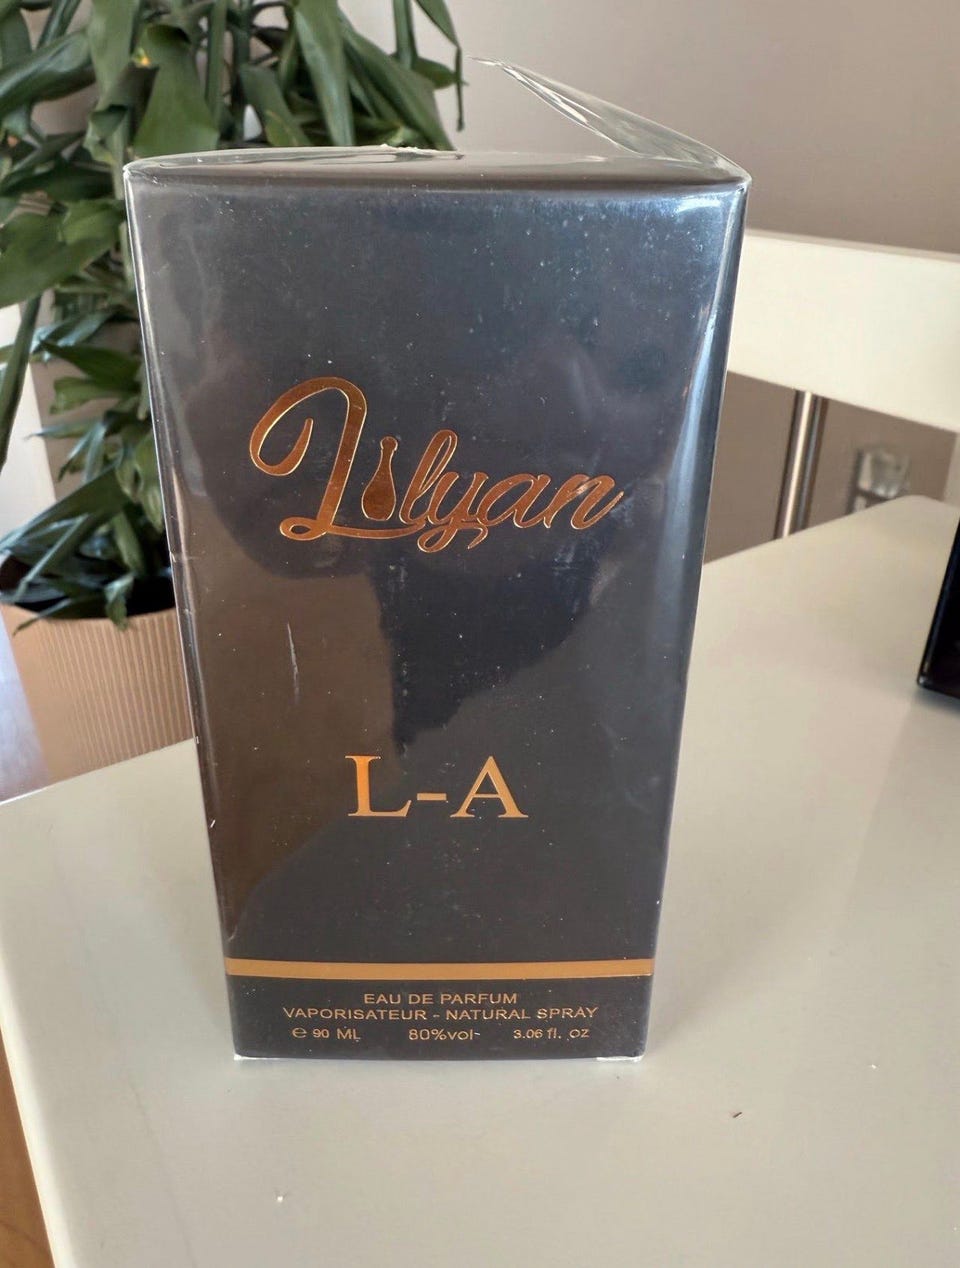 Lilyan
L-A
EAU DE PARFUM
VAPORISATEUR - NATURAL SPRAY
℮ 90 ML 80%vol 3.06 fl. oz